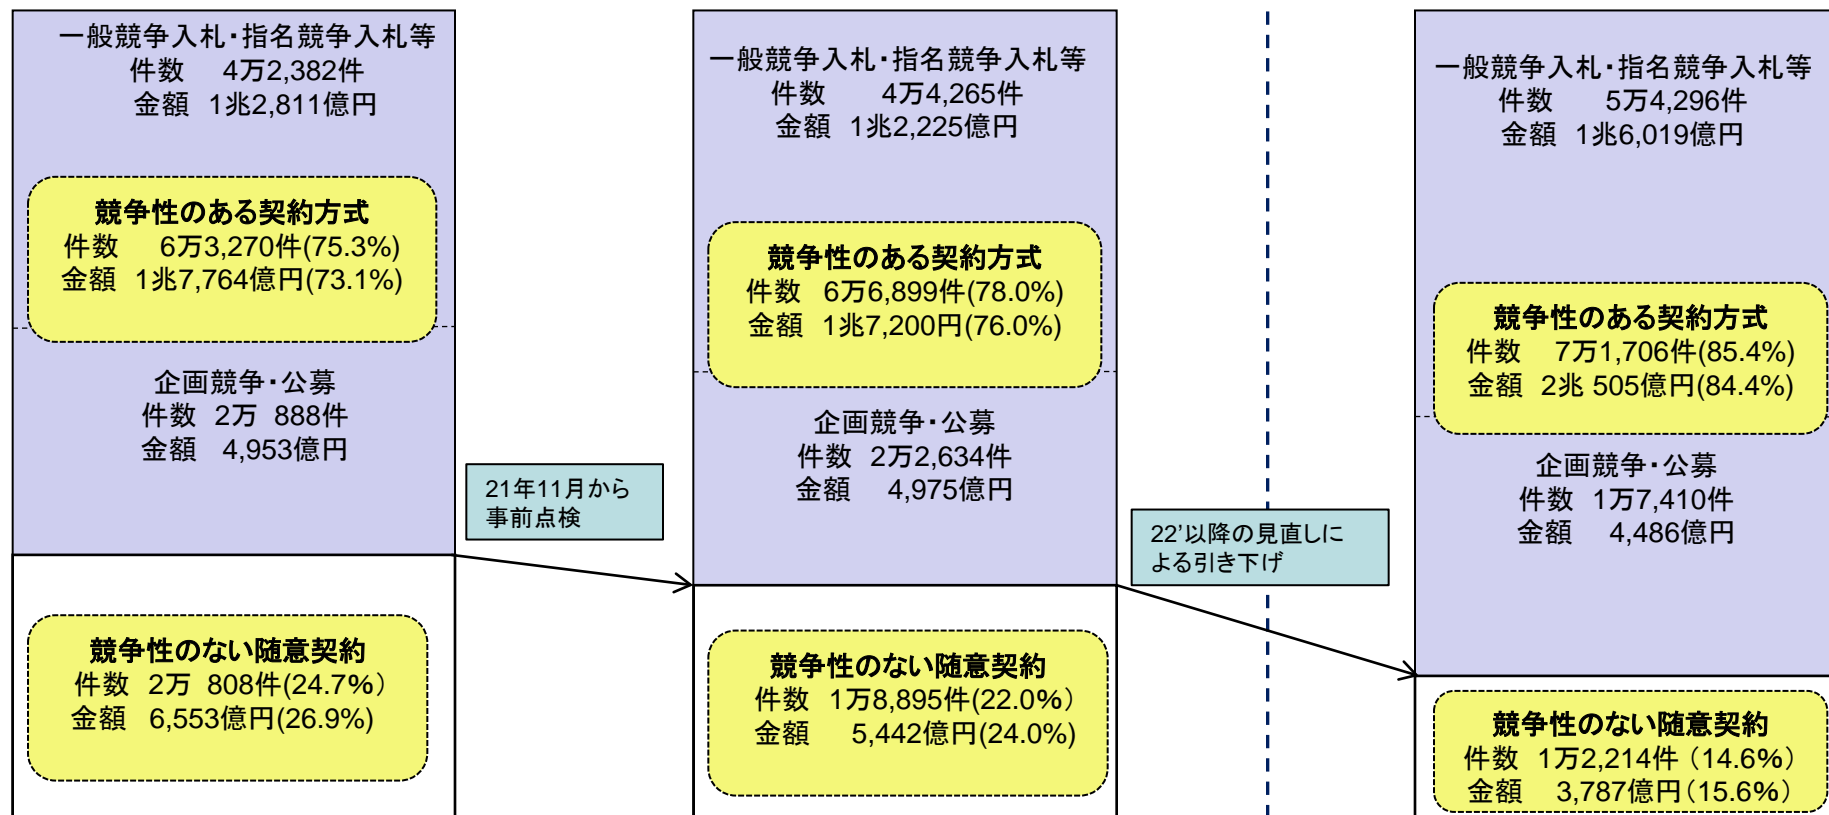 一般競争入札・指名競争入札等
件数　4万2,382件
金額　1兆2,811億円
競争性のある契約方式
件数　6万3,270件(75.3%)
金額　1兆7,764億円(73.1%)
企画競争・公募
件数　2万 888件
金額　4,953億円
競争性のない随意契約
件数　2万 808件(24.7%)
金額　6,553億円(26.9%)
21年11月から
事前点検
一般競争入札・指名競争入札等
件数　4万4,265件
金額　1兆2,225億円
競争性のある契約方式
件数　6万6,899件(78.0%)
金額　1兆7,200円(76.0%)
企画競争・公募
件数　2万2,634件
金額　4,975億円
競争性のない随意契約
件数　1万8,895件(22.0%)
金額　5,442億円(24.0%)
22’以降の見直しに
よる引き下げ
一般競争入札・指名競争入札等
件数　5万4,296件
金額　1兆6,019億円
競争性のある契約方式
件数　7万1,706件(85.4%)
金額　2兆 505億円(84.4%)
企画競争・公募
件数　1万7,410件
金額　4,486億円
競争性のない随意契約
件数　1万2,214件（14.6%）
金額　3,787億円（15.6%）